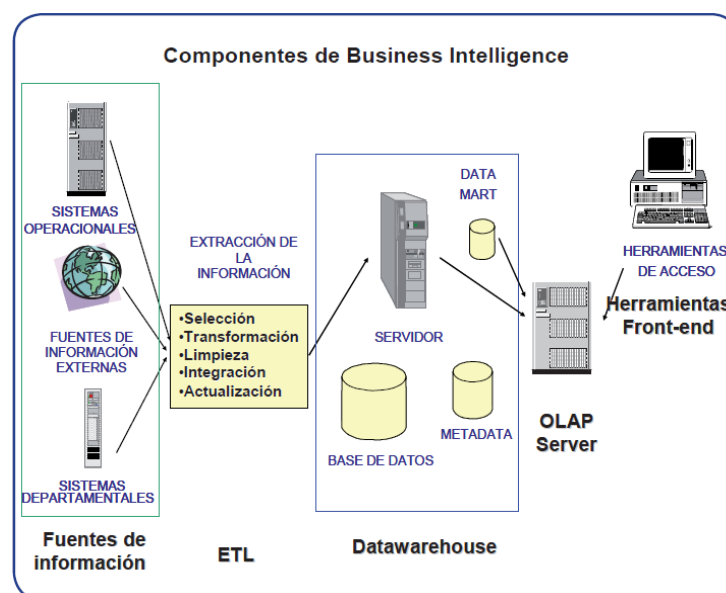 Componentes de Business Intelligence
SISTEMAS
OPERACIONALES
FUENTES DE
INFORMACIÓN
EXTERNAS
SISTEMAS
DEPARTAMENTALES
Fuentes de
información
EXTRACCIÓN DE
LA
INFORMACIÓN
•Selección
•Transformación
•Limpieza
•Integración
•Actualización
ETL
DATA
MART
SERVIDOR
BASE DE DATOS
METADATA
Datawarehouse
OLAP
Server
HERRAMIENTAS
DE ACCESO
Herramientas
Front-end